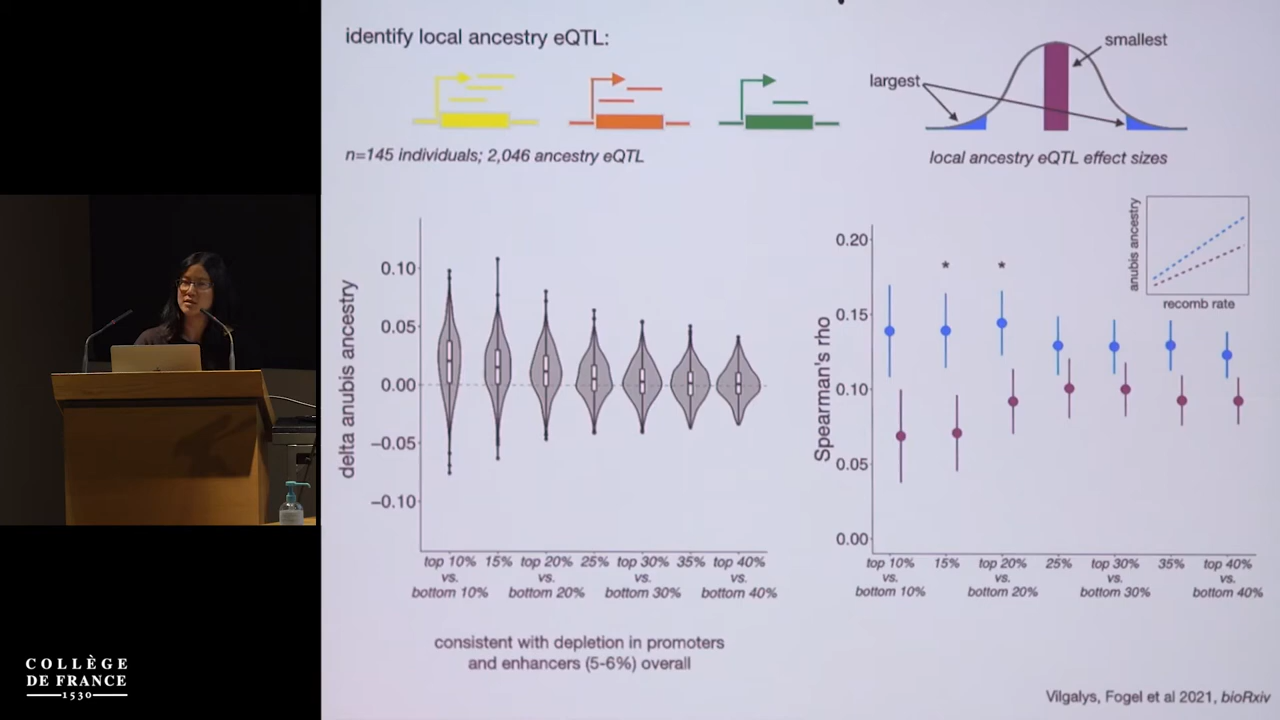 identify local ancestry eQTL:
smallest
largest
n=145 individuals; 2,046 ancestry eQTL
local ancestry eQTL effect sizes
delta anubis ancestry
0.10
0.05
0.00
−0.05
−0.10
top 10% 15% top 20% 25% top 30% 35% top 40%
vs. vs. vs. vs.
bottom 10% bottom 20% bottom 30% bottom 40%
consistent with depletion in promoters
and enhancers (5-6%) overall
Spearman's rho
0.20
0.15
0.10
0.05
0.00
* *
anubis ancestry
recomb rate
top 10% 15% top 20% 25% top 30% 35% top 40%
vs. vs. vs. vs.
bottom 10% bottom 20% bottom 30% bottom 40%
Vilgalys, Fogel et al 2021, bioRxiv
COLLÈGE
DE FRANCE
1530